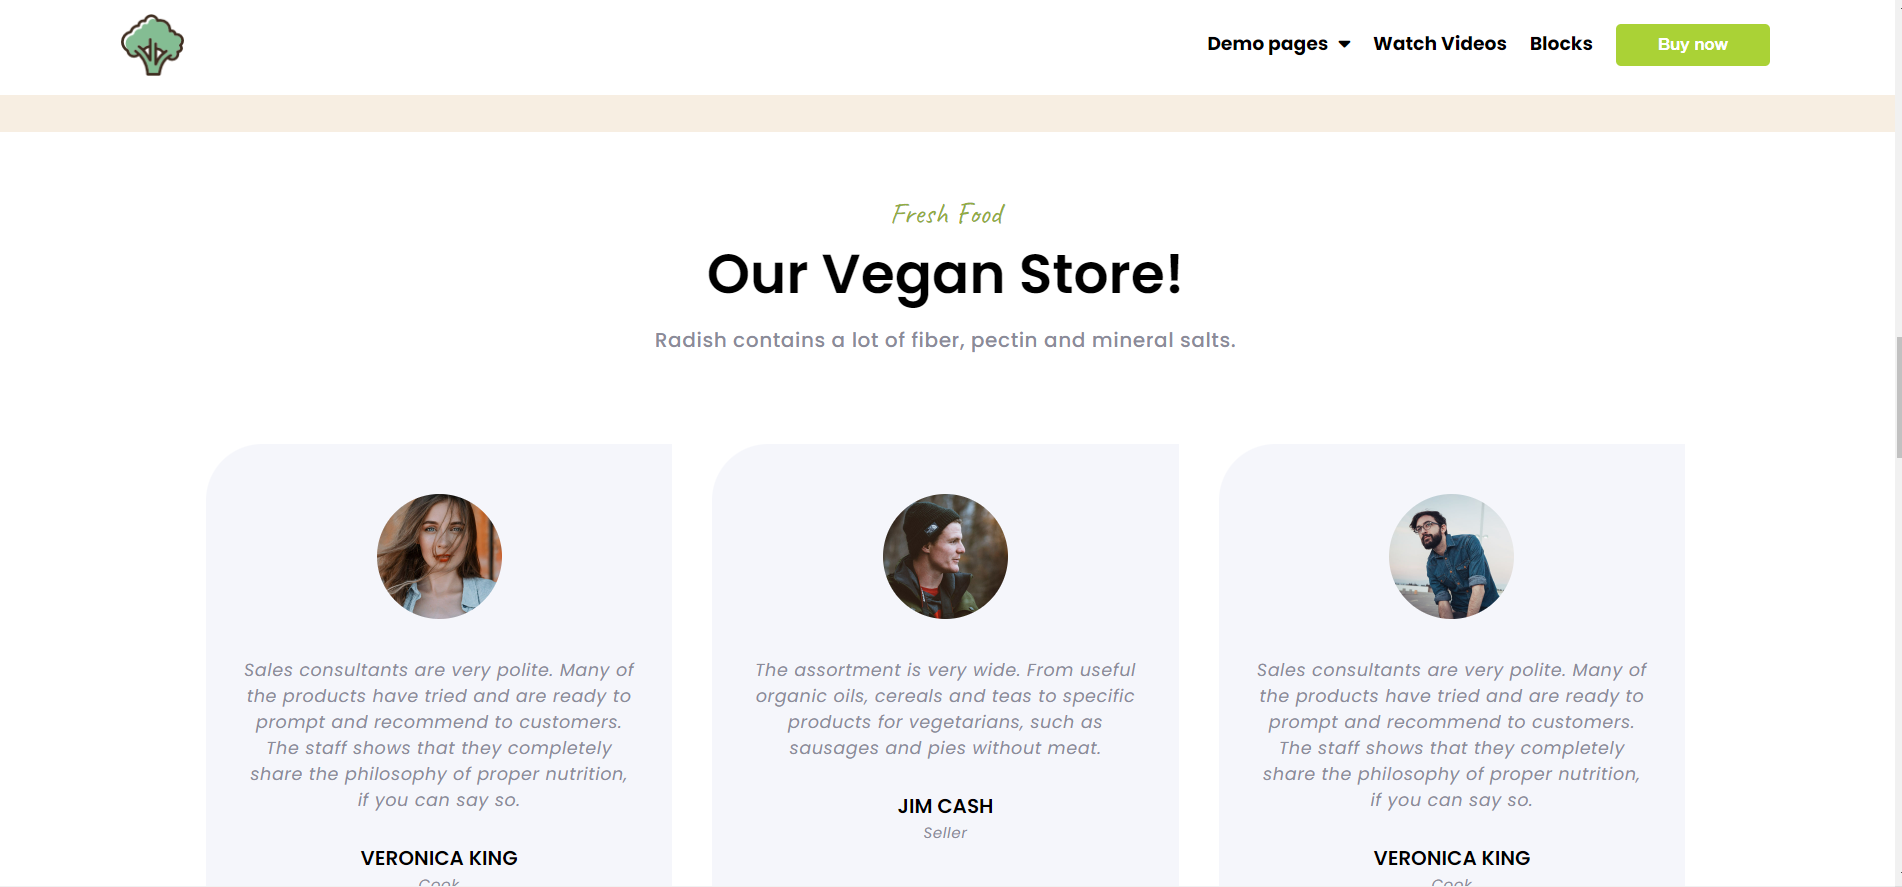 Demo pages Watch Videos Blocks Buy now
Fresh Food
Our Vegan Store!
Radish contains a lot of fiber, pectin and mineral salts.
Sales consultants are very polite. Many of
the products have tried and are ready to
prompt and recommend to customers.
The staff shows that they completely
share the philosophy of proper nutrition,
if you can say so.
VERONICA KING
Cook
The assortment is very wide. From useful
organic oils, cereals and teas to specific
products for vegetarians, such as
sausages and pies without meat.
JIM CASH
Seller
Sales consultants are very polite. Many of
the products have tried and are ready to
prompt and recommend to customers.
The staff shows that they completely
share the philosophy of proper nutrition,
if you can say so.
VERONICA KING
Cook